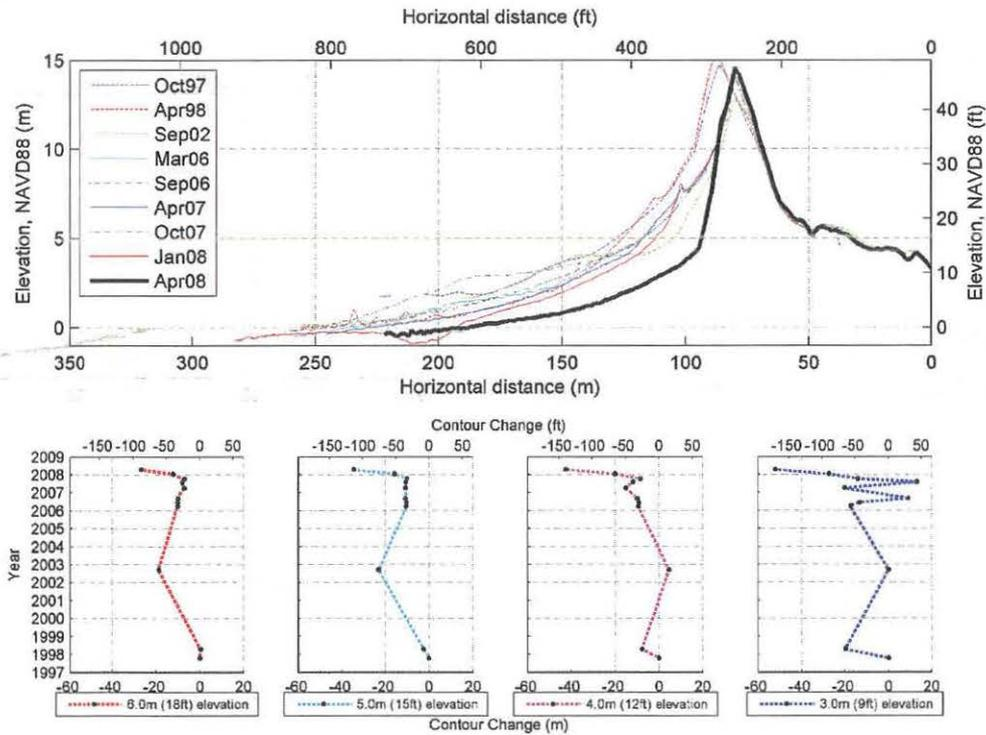 Horizontal distance (ft)
1000 800 600 400 200 0
15
10
5
0
Elevation, NAVD88 (m)
40
30
20
10
0
Elevation, NAVD88 (ft)
Oct97
Apr98
Sep02
Mar06
Sep06
Apr07
Oct07
Jan08
Apr08
350 300 250 200 150 100 50 0
Horizontal distance (m)
Contour Change (ft)
-150 -100 -50 0 50
-150 -100 -50 0 50
-150 -100 -50 0 50
-150 -100 -50 0 50
2009
2008
2007
2006
2005
2004
2003
2002
2001
2000
1999
1998
1997
Year
-60 -40 -20 0 20
-60 -40 -20 0 20
-60 -40 -20 0 20
-60 -40 -20 0 20
6.0m (18ft) elevation
5.0m (15ft) elevation
4.0m (12ft) elevation
3.0m (9ft) elevation
Contour Change (m)